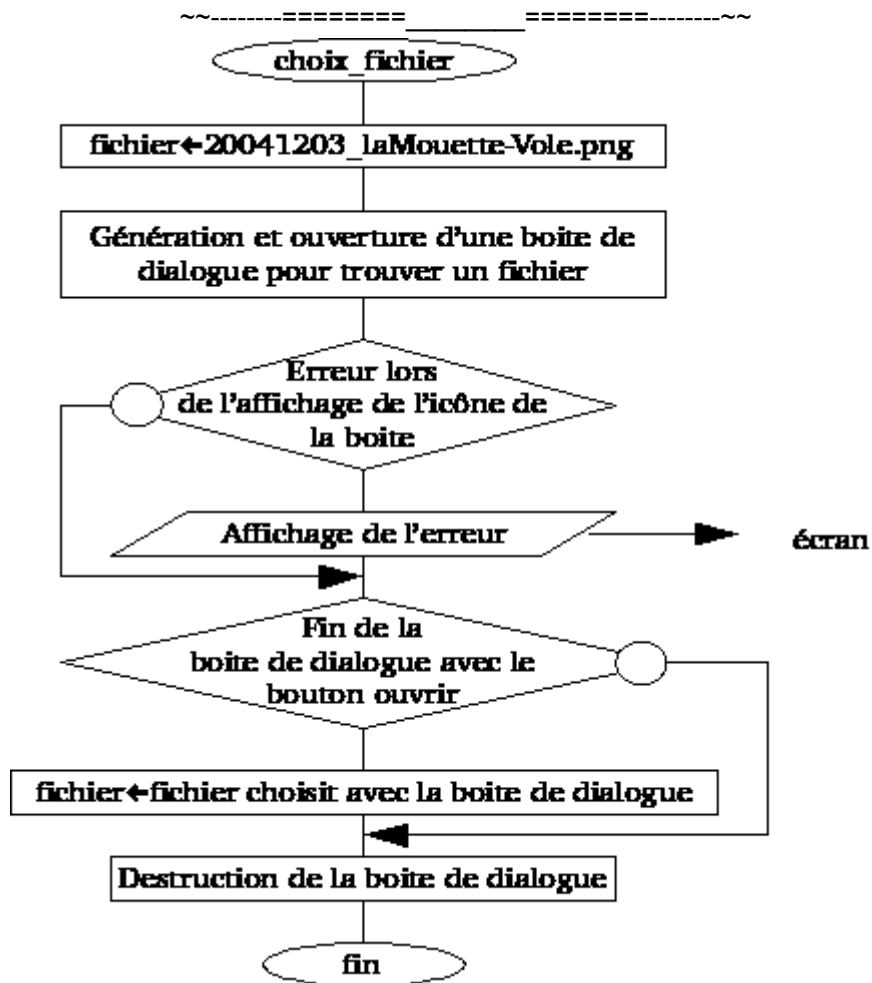 ~~--------========_______========--------~~
choix_fichier
fichier←20041203_laMouette-Vole.png
Génération et ouverture d'une boite de
dialogue pour trouver un fichier
Erreur lors
de l'affichage de l'icône de
la boite
Affichage de l'erreur
écran
Fin de la
boite de dialogue avec le
bouton ouvrir
fichier←fichier choisit avec la boite de dialogue
Destruction de la boite de dialogue
fin